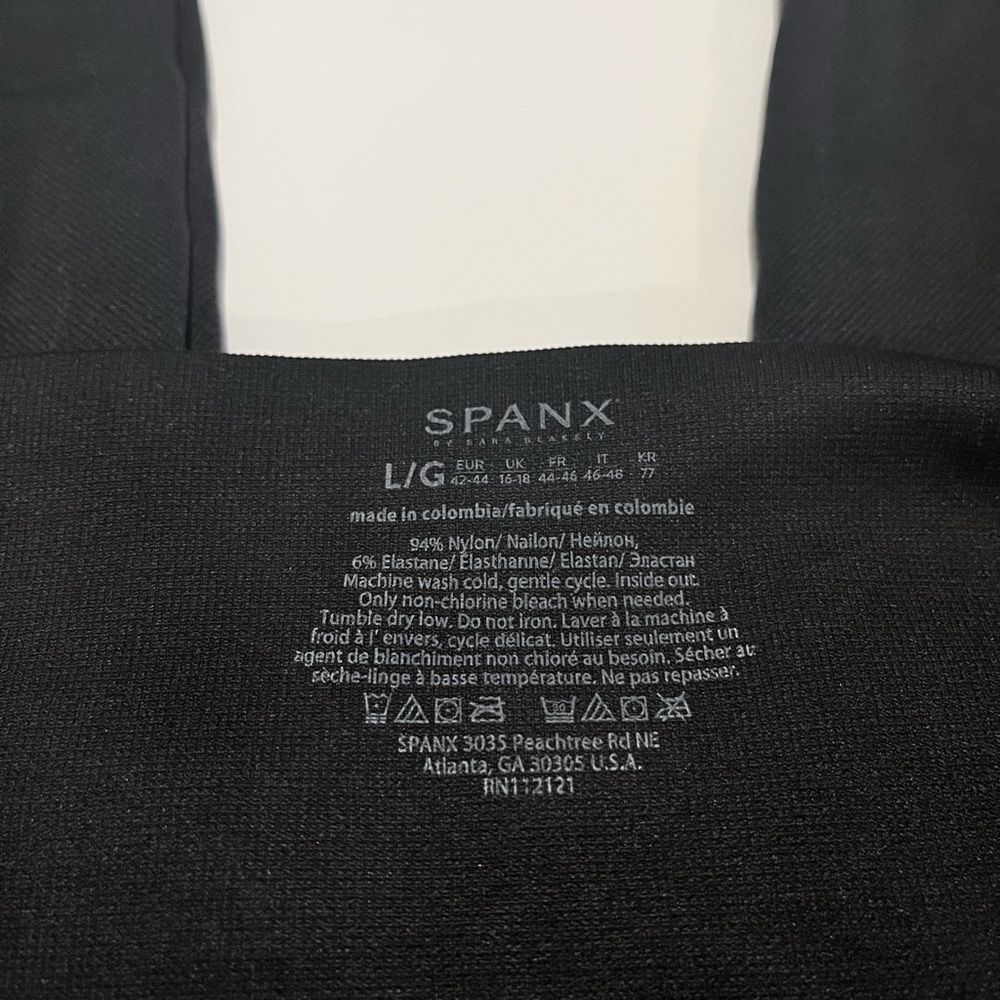 SPANX
BY SARA BLAKELY
L/G EUR 42-44 UK 16-18 FR 44-46 IT 46-48 KR 77
made in colombia/fabriqué en colombie
94% Nylon/ Nailon/ Нейлон,
6% Elastane/ Élasthanne/ Elastan/ Эластан
Machine wash cold, gentle cycle. Inside out.
Only non-chlorine bleach when needed.
Tumble dry low. Do not iron. Laver à la machine à
froid à l' envers, cycle délicat. Utiliser seulement un
agent de blanchiment non chloré au besoin. Sécher au
sèche-linge à basse température. Ne pas repasser.
30
SPANX 3035 Peachtree Rd NE
Atlanta, GA 30305 U.S.A.
RN112121